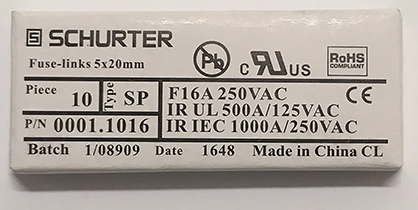 SCHURTER
Fuse-links 5x20mm
Pb
c RU US
RoHS
COMPLIANT
Piece 10 Type SP
F16A 250VAC CE
IR UL 500A/125VAC
P/N 0001.1016
IR IEC 1000A/250VAC
Batch 1/08909 Date 1648 Made in China CL